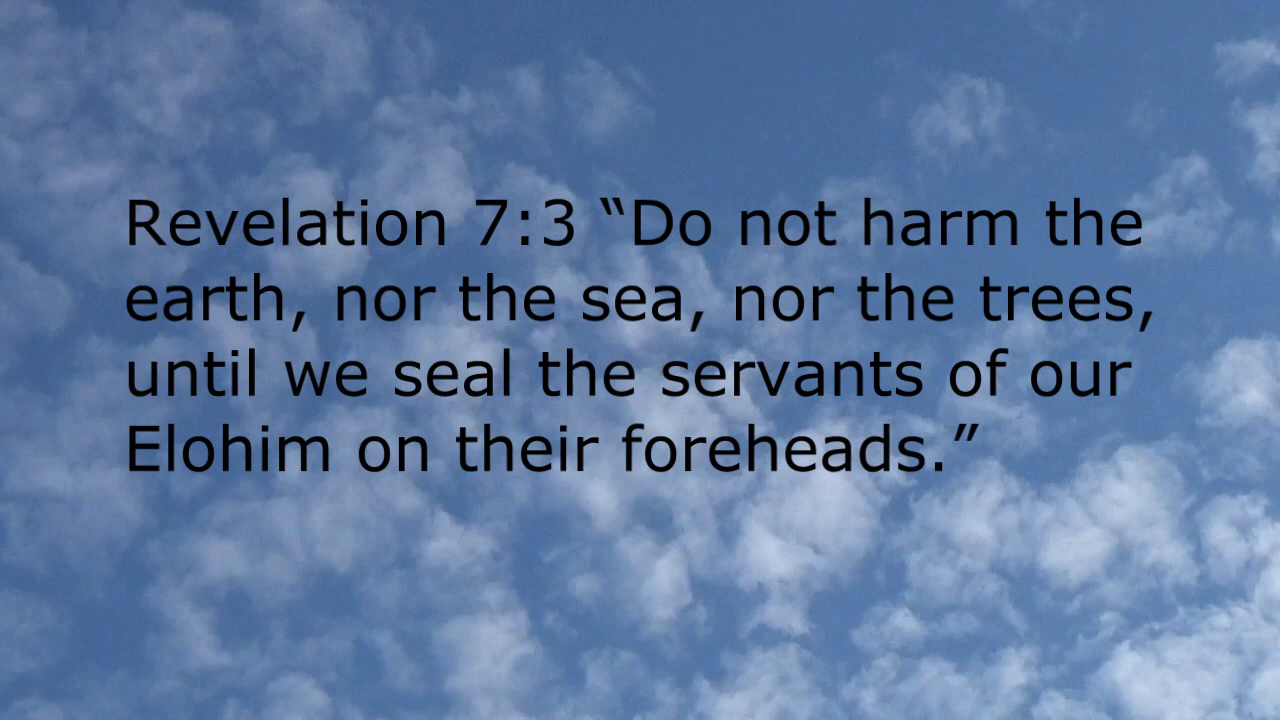 Revelation 7:3 “Do not harm the
earth, nor the sea, nor the trees,
until we seal the servants of our
Elohim on their foreheads.”